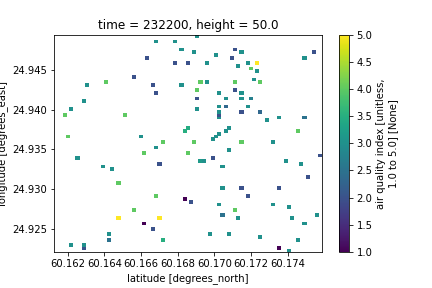 time = 232200, height = 50.0
24.945
24.940
24.935
24.930
24.925
longitude [degrees_east]
60.162 60.164 60.166 60.168 60.170 60.172 60.174
latitude [degrees_north]
5.0
4.5
4.0
3.5
3.0
2.5
2.0
1.5
1.0
air quality index [unitless,
1.0 to 5.0] [None]